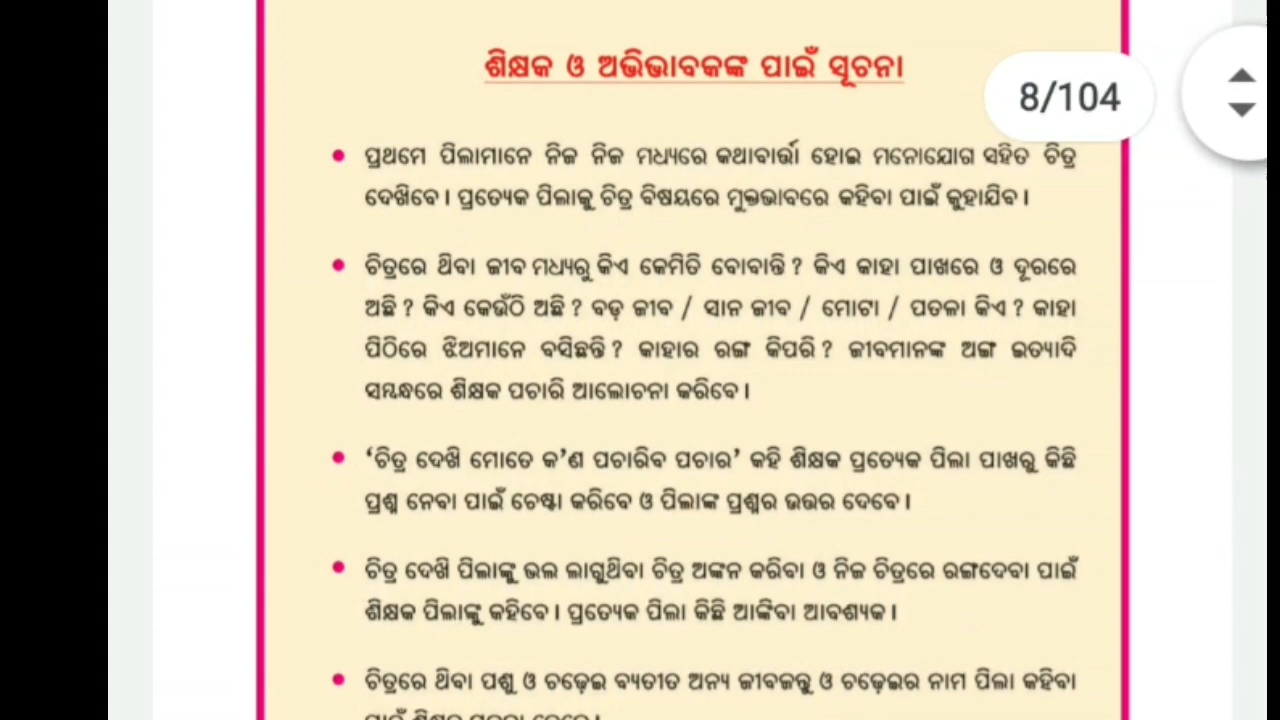 ଶିକ୍ଷକ ଓ ଅଭିଭାବକଙ୍କ ପାଇଁ ସୂଚନା
8/104
• ପ୍ରଥମେ ପିଲାମାନେ ନିଜ ନିଜ ମଧ୍ୟରେ କଥାବାର୍ତ୍ତା ହୋଇ ମନୋଯୋଗ ସହିତ ଚିତ୍ର
ଦେଖିବେ। ପ୍ରତ୍ୟେକ ପିଲାକୁ ଚିତ୍ର ବିଷୟରେ ମୁକ୍ତଭାବରେ କହିବା ପାଇଁ କୁହାଯିବ।
• ଚିତ୍ରରେ ଥିବା ଜୀବ ମଧ୍ୟରୁ କିଏ କେମିତି ବୋବାନ୍ତି ? କିଏ କାହା ପାଖରେ ଓ ଦୂରରେ
ଅଛି ? କିଏ କେଉଁଠି ଅଛି ? ବଡ଼ ଜୀବ / ସାନ ଜୀବ / ମୋଟା / ପତଳା କିଏ ? କାହା
ପିଠିରେ ଝିଅମାନେ ବସିଛନ୍ତି ? କାହାର ରଙ୍ଗ କିପରି ? ଜୀବମାନଙ୍କ ଅଙ୍ଗ ଇତ୍ୟାଦି
ସମ୍ବନ୍ଧରେ ଶିକ୍ଷକ ପଚାରି ଆଲୋଚନା କରିବେ।
• ‘ଚିତ୍ର ଦେଖି ମୋତେ କ’ଣ ପଚାରିବ ପଚାର’ କହି ଶିକ୍ଷକ ପ୍ରତ୍ୟେକ ପିଲା ପାଖରୁ କିଛି
ପ୍ରଶ୍ନ ନେବା ପାଇଁ ଚେଷ୍ଟା କରିବେ ଓ ପିଲାଙ୍କ ପ୍ରଶ୍ନର ଉତ୍ତର ଦେବେ।
• ଚିତ୍ର ଦେଖି ପିଲାଙ୍କୁ ଭଲ ଲାଗୁଥିବା ଚିତ୍ର ଅଙ୍କନ କରିବା ଓ ନିଜ ଚିତ୍ରରେ ରଙ୍ଗଦେବା ପାଇଁ
ଶିକ୍ଷକ ପିଲାଙ୍କୁ କହିବେ। ପ୍ରତ୍ୟେକ ପିଲା କିଛି ଆଙ୍କିବା ଆବଶ୍ୟକ।
• ଚିତ୍ରରେ ଥିବା ପଶୁ ଓ ଚଢ଼େଇ ବ୍ୟତୀତ ଅନ୍ୟ ଜୀବଜନ୍ତୁ ଓ ଚଢ଼େଇର ନାମ ପିଲା କହିବା